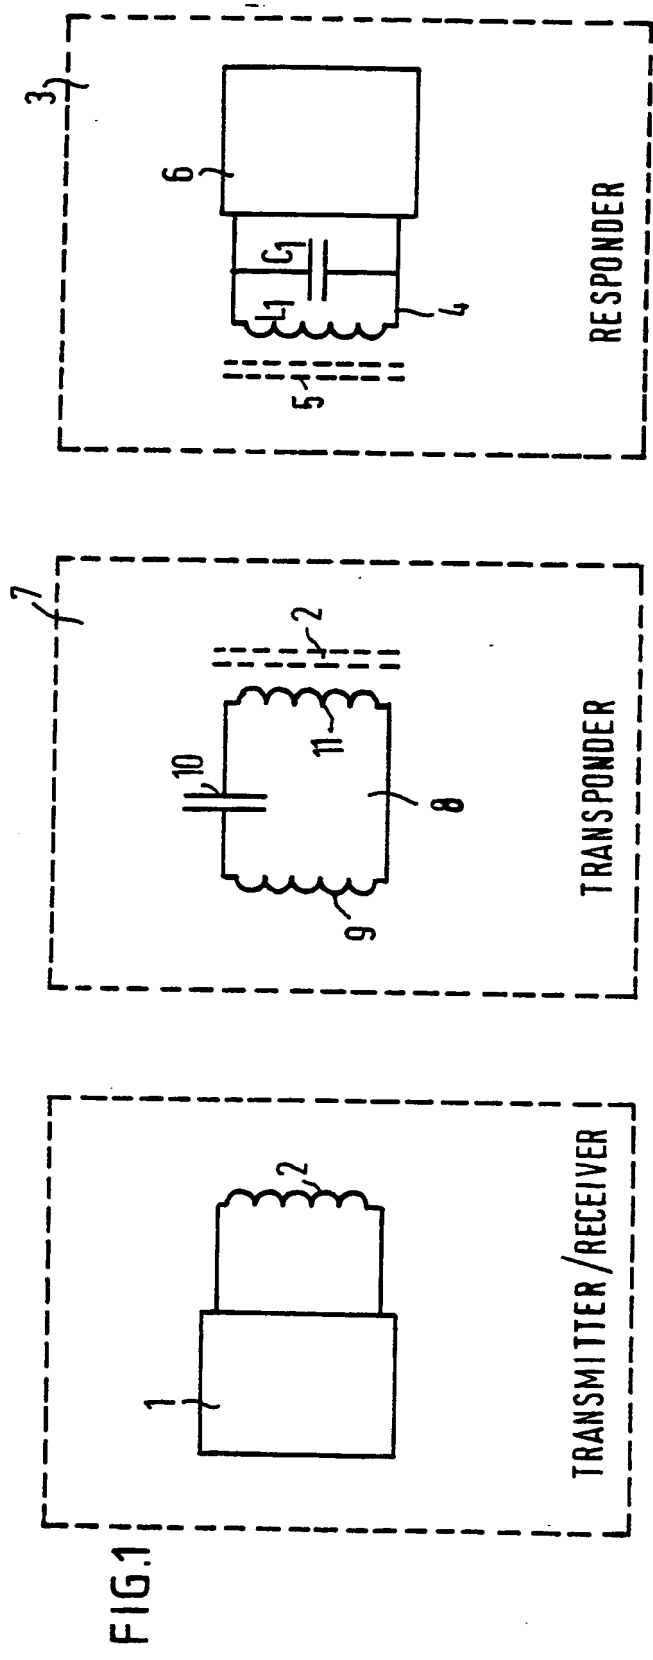 FIG.1
1
2
TRANSMITTER/RECEIVER
7
10
2
11
9
8
TRANSPONDER
3
6
C1
L1
5
4
RESPONDER